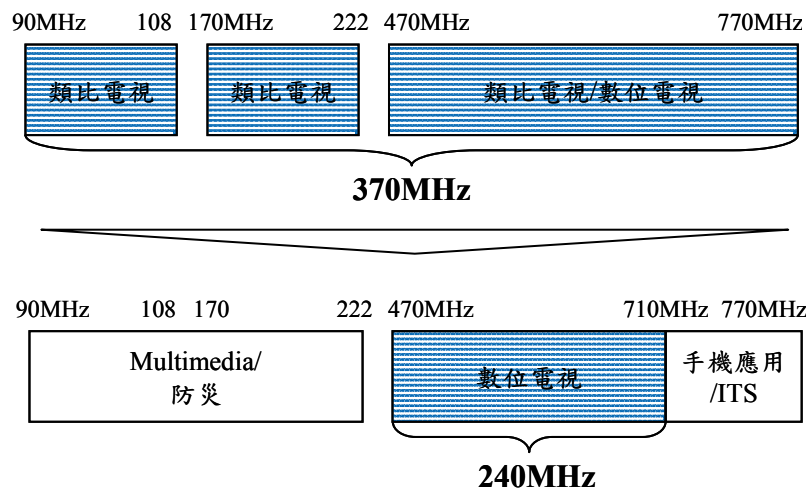 90MHz 108 170MHz 222 470MHz 770MHz
類比電視 類比電視 類比電視/數位電視
370MHz
90MHz 108 170 222 470MHz 710MHz 770MHz
Multimedia/
防災
數位電視
手機應用
/ITS
240MHz